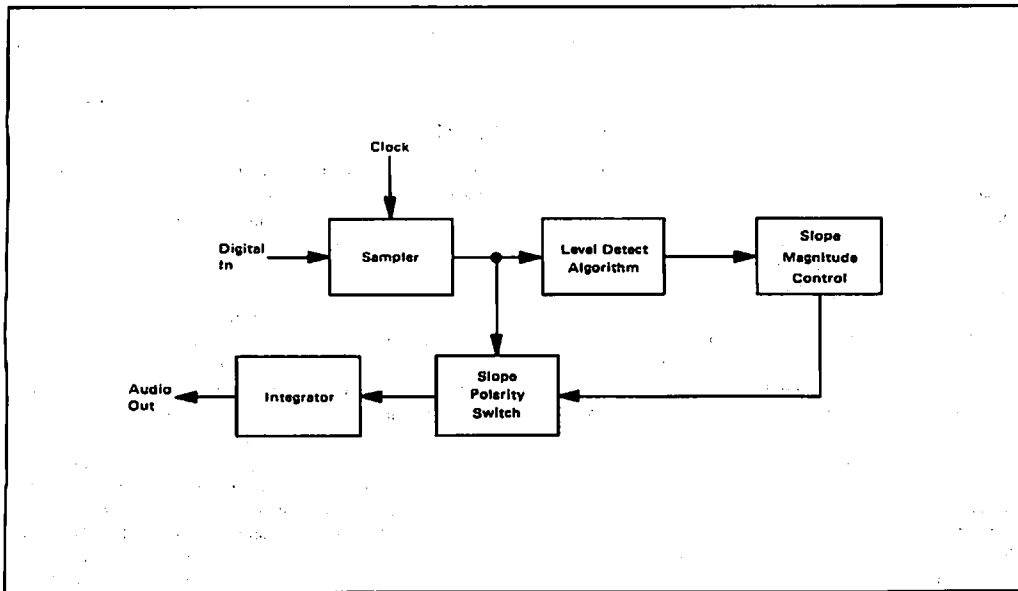 Clock
Digital
In
Sampler
Level Detect
Algorithm
Slope
Magnitude
Control
Audio
Out
Integrator
Slope
Polarity
Switch